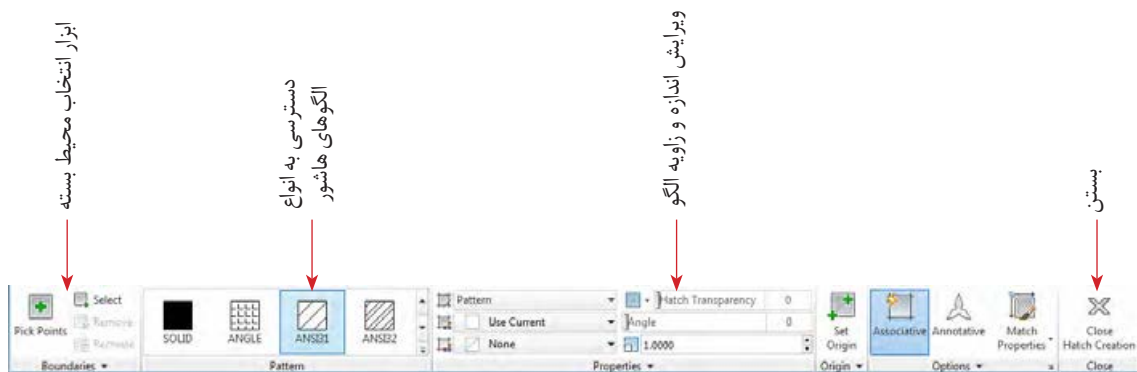 ابزار انتخاب محیط بسته
دسترسی به انواع
الگوهای هاشور
ویرایش اندازه و زاویه الگو
بستن
Pick Points
Select
Remove
Recreate
Boundaries
SOLID
ANGLE
ANSI31
ANSI32
Pattern
Pattern
Use Current
None
Hatch Transparency 0
Angle 0
1.0000
Properties
Set
Origin
Origin
Associative
Annotative
Match
Properties
Options
Close
Hatch Creation
Close